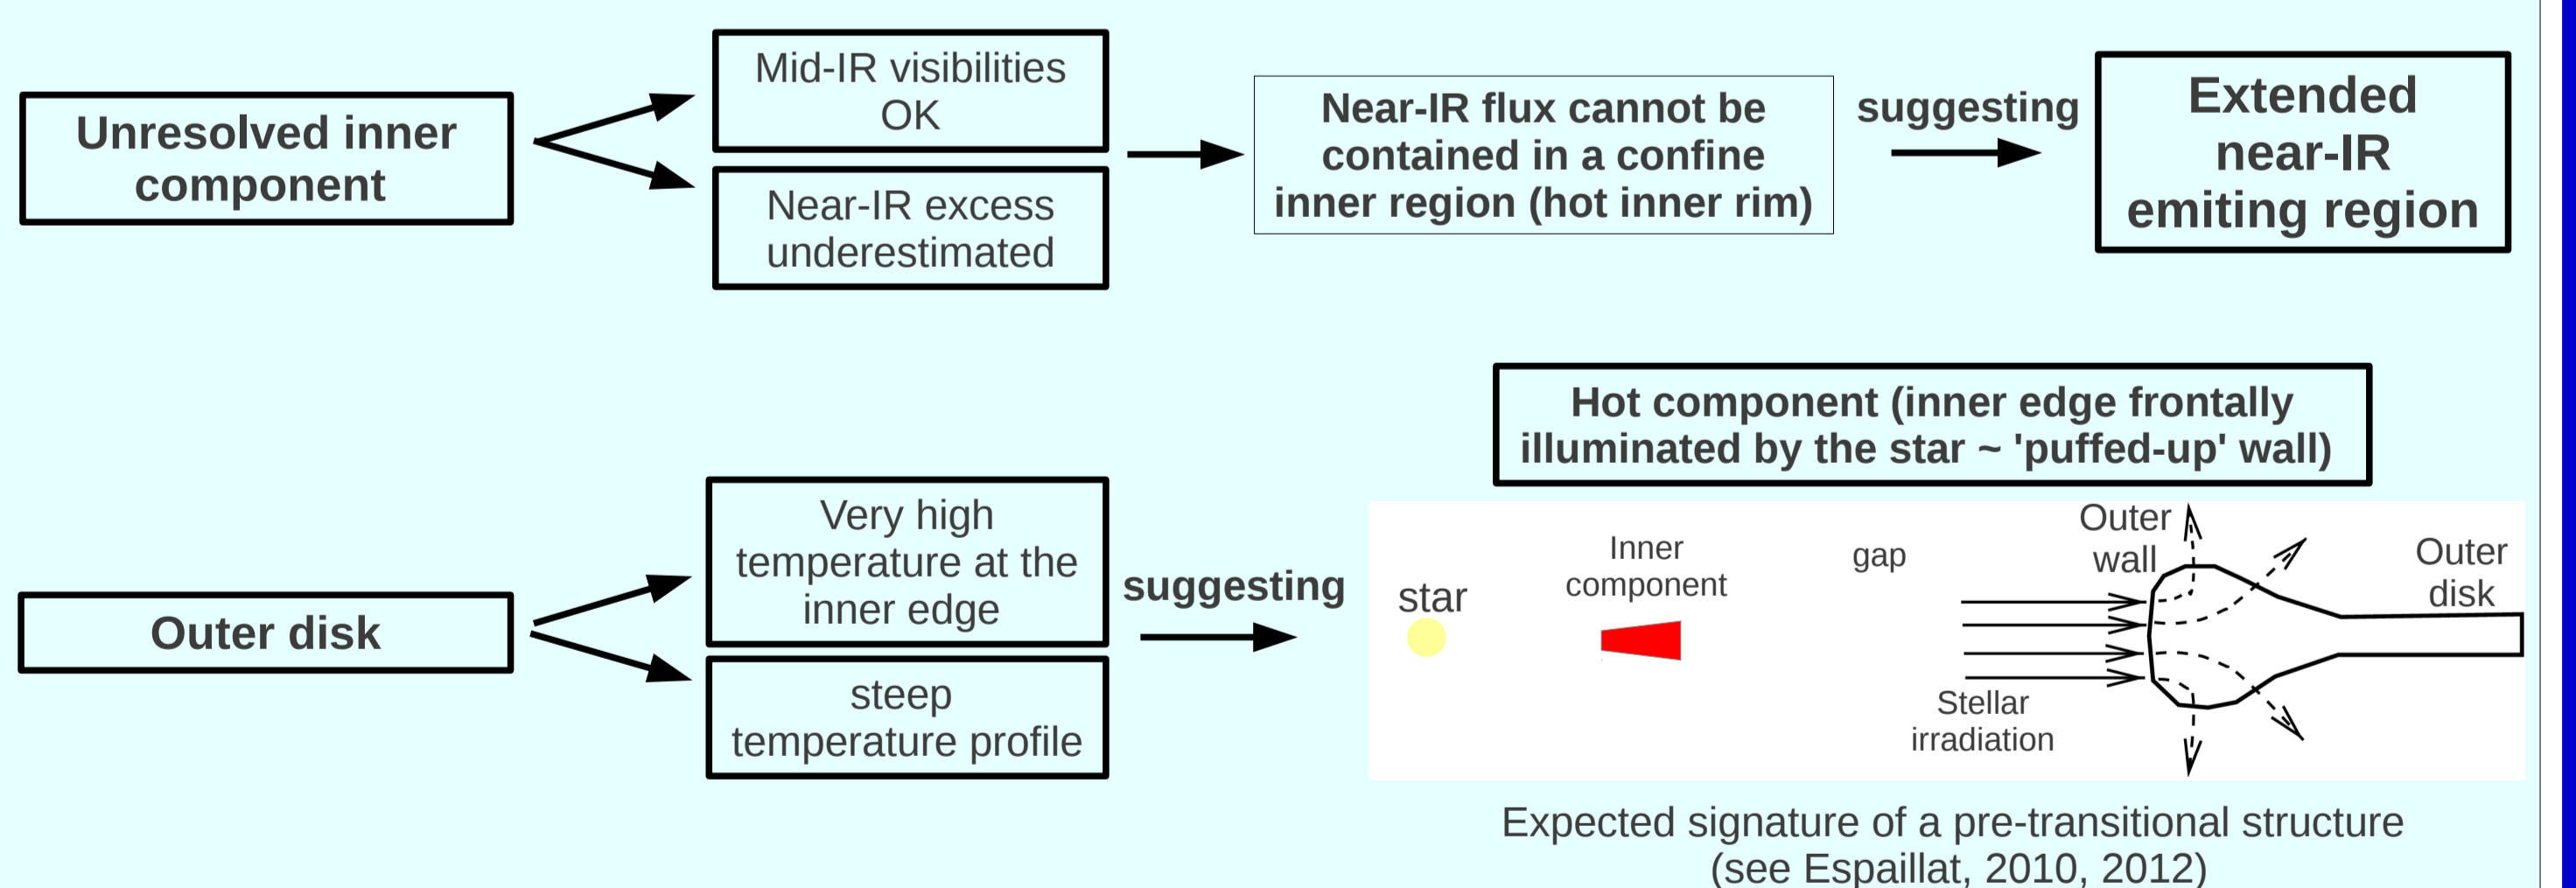 Unresolved inner
component
Mid-IR visibilities
OK
Near-IR excess
underestimated
Near-IR flux cannot be
contained in a confine
inner region (hot inner rim)
suggesting
Extended
near-IR
emiting region
Outer disk
Very high
temperature at the
inner edge
steep
temperature profile
suggesting
Hot component (inner edge frontally
illuminated by the star ~ 'puffed-up' wall)
star
Inner
component
gap
Outer
wall
Outer
disk
Stellar
irradiation
Expected signature of a pre-transitional structure
(see Espaillat, 2010, 2012)